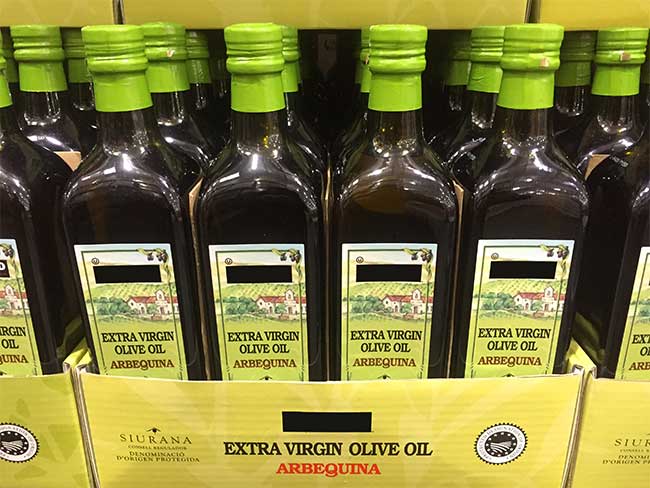 EXTRA VIRGIN
OLIVE OIL
ARBEQUINA
EXTRA VIRGIN
OLIVE OIL
ARBEQUINA
EXTRA VIRGIN
OLIVE OIL
ARBEQUINA
EXTRA VIRGIN
OLIVE OIL
ARBEQUINA
SIURANA
CONSELL REGULADOR
DENOMINACIÓ
D'ORIGEN PROTEGIDA
EXTRA VIRGIN OLIVE OIL
ARBEQUINA
SIURANA